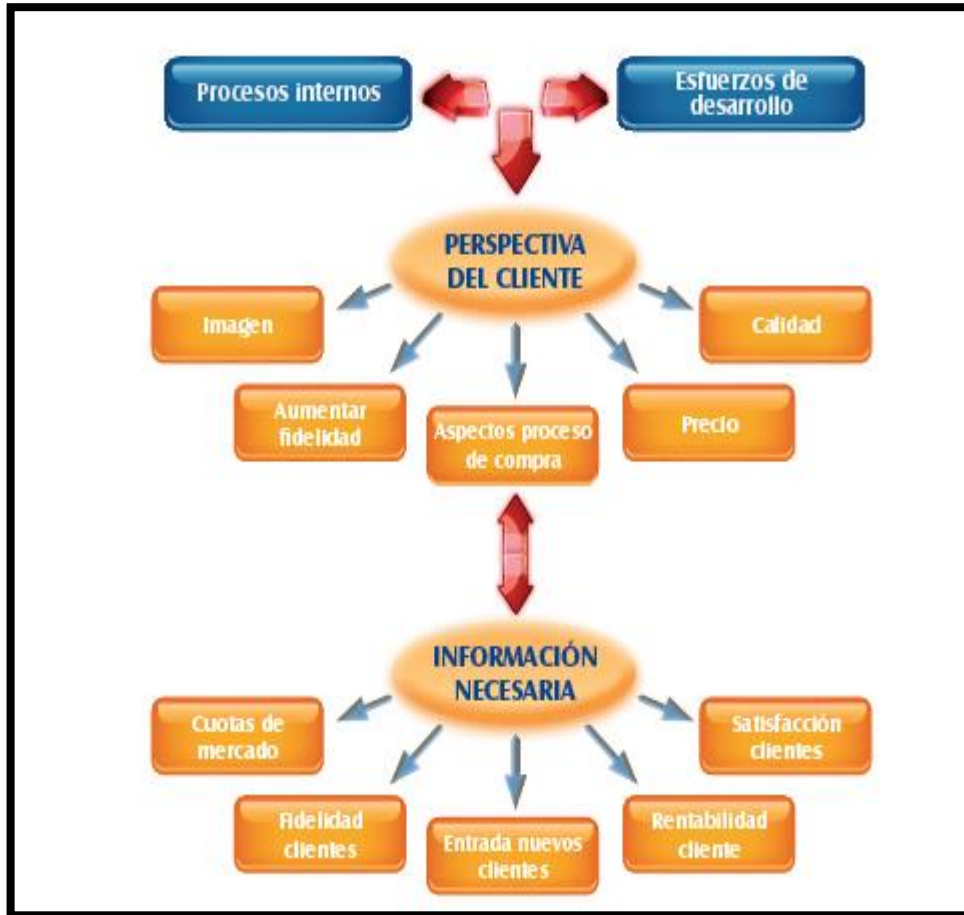 Procesos internos
Esfuerzos de
desarrollo
PERSPECTIVA
DEL CLIENTE
Imagen
Calidad
Aumentar
fidelidad
Aspectos proceso
de compra
Precio
INFORMACIÓN
NECESARIA
Cuotas de
mercado
Satisfacción
clientes
Fidelidad
clientes
Entrada nuevos
clientes
Rentabilidad
cliente